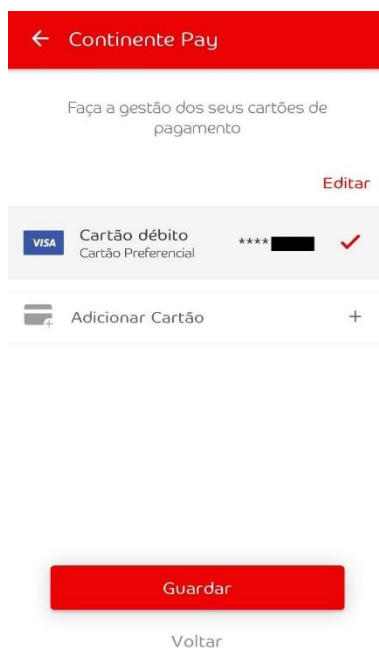 Continente Pay
Faça a gestão dos seus cartões de
pagamento
Editar
VISA Cartão débito **** 
Cartão Preferencial
Adicionar Cartão +
Guardar
Voltar